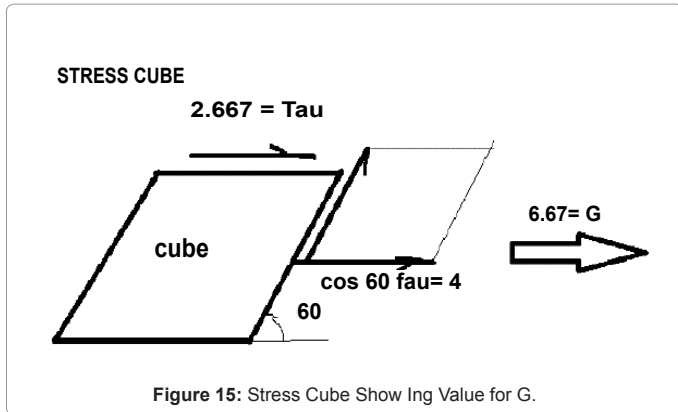 STRESS CUBE
2.667 = Tau
6.67= G
cube
cos 60 fau= 4
60
Figure 15: Stress Cube Show Ing Value for G.